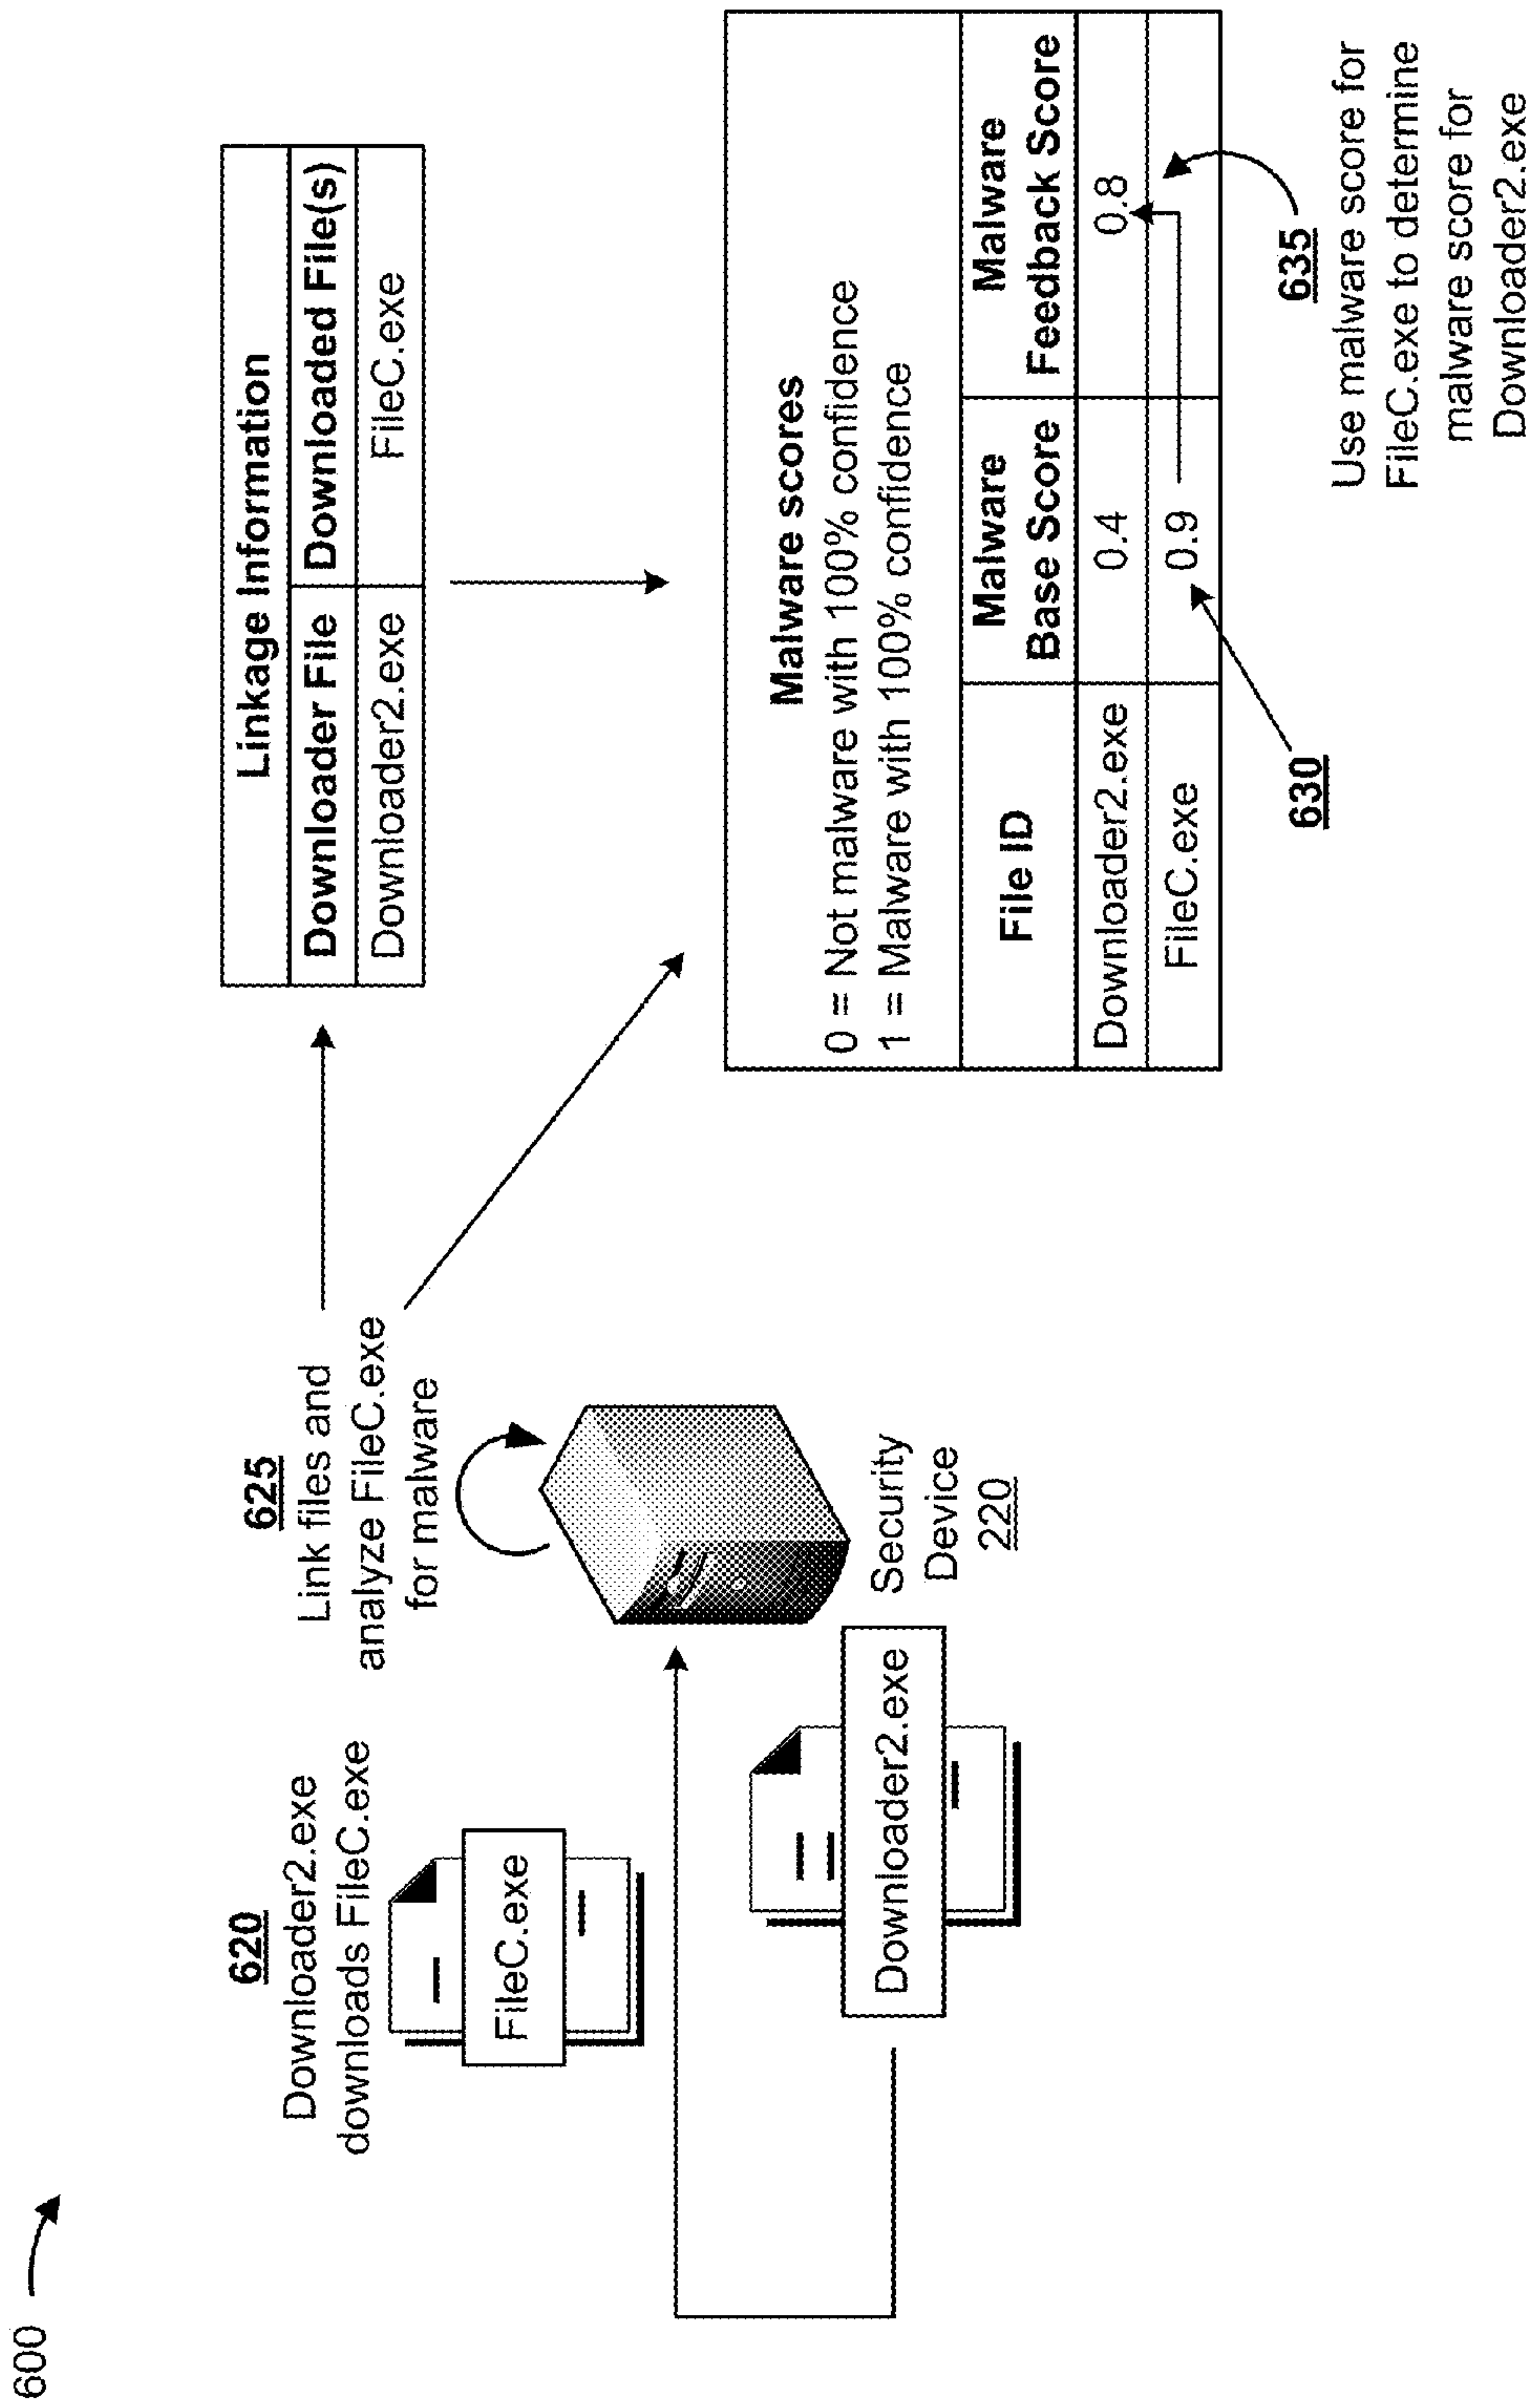 600
620
Downloader2.exe
downloads FileC.exe
FileC.exe
Downloader2.exe
625
Link files and
analyze FileC.exe
for malware
Security
Device
220
Linkage Information
Downloader File Downloaded File(s)
Downloader2.exe FileC.exe
Malware scores
0 = Not malware with 100% confidence
1 = Malware with 100% confidence
File ID
Malware
Base Score
Malware
Feedback Score
Downloader2.exe 0.4 0.8
FileC.exe 0.9
630
635
Use malware score for
FileC.exe to determine
malware score for
Downloader2.exe